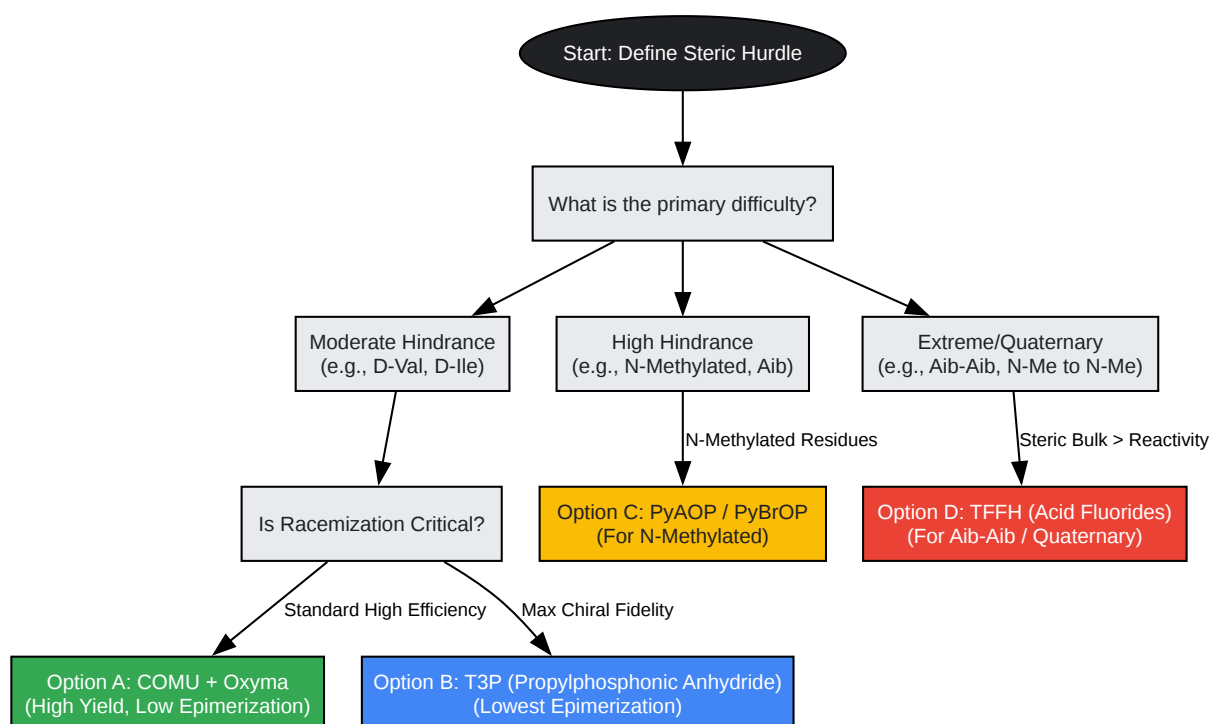 Start: Define Steric Hurdle
What is the primary difficulty?
Moderate Hindrance
(e.g., D-Val, D-Ile)
High Hindrance
(e.g., N-Methylated, Aib)
Extreme/Quaternary
(e.g., Aib-Aib, N-Me to N-Me)
N-Methylated Residues
Steric Bulk > Reactivity
Is Racemization Critical?
Option C: PyAOP / PyBrOP
(For N-Methylated)
Option D: TFFH (Acid Fluorides)
(For Aib-Aib / Quaternary)
Standard High Efficiency
Max Chiral Fidelity
Option A: COMU + Oxyma
(High Yield, Low Epimerization)
Option B: T3P (Propylphosphonic Anhydride)
(Lowest Epimerization)